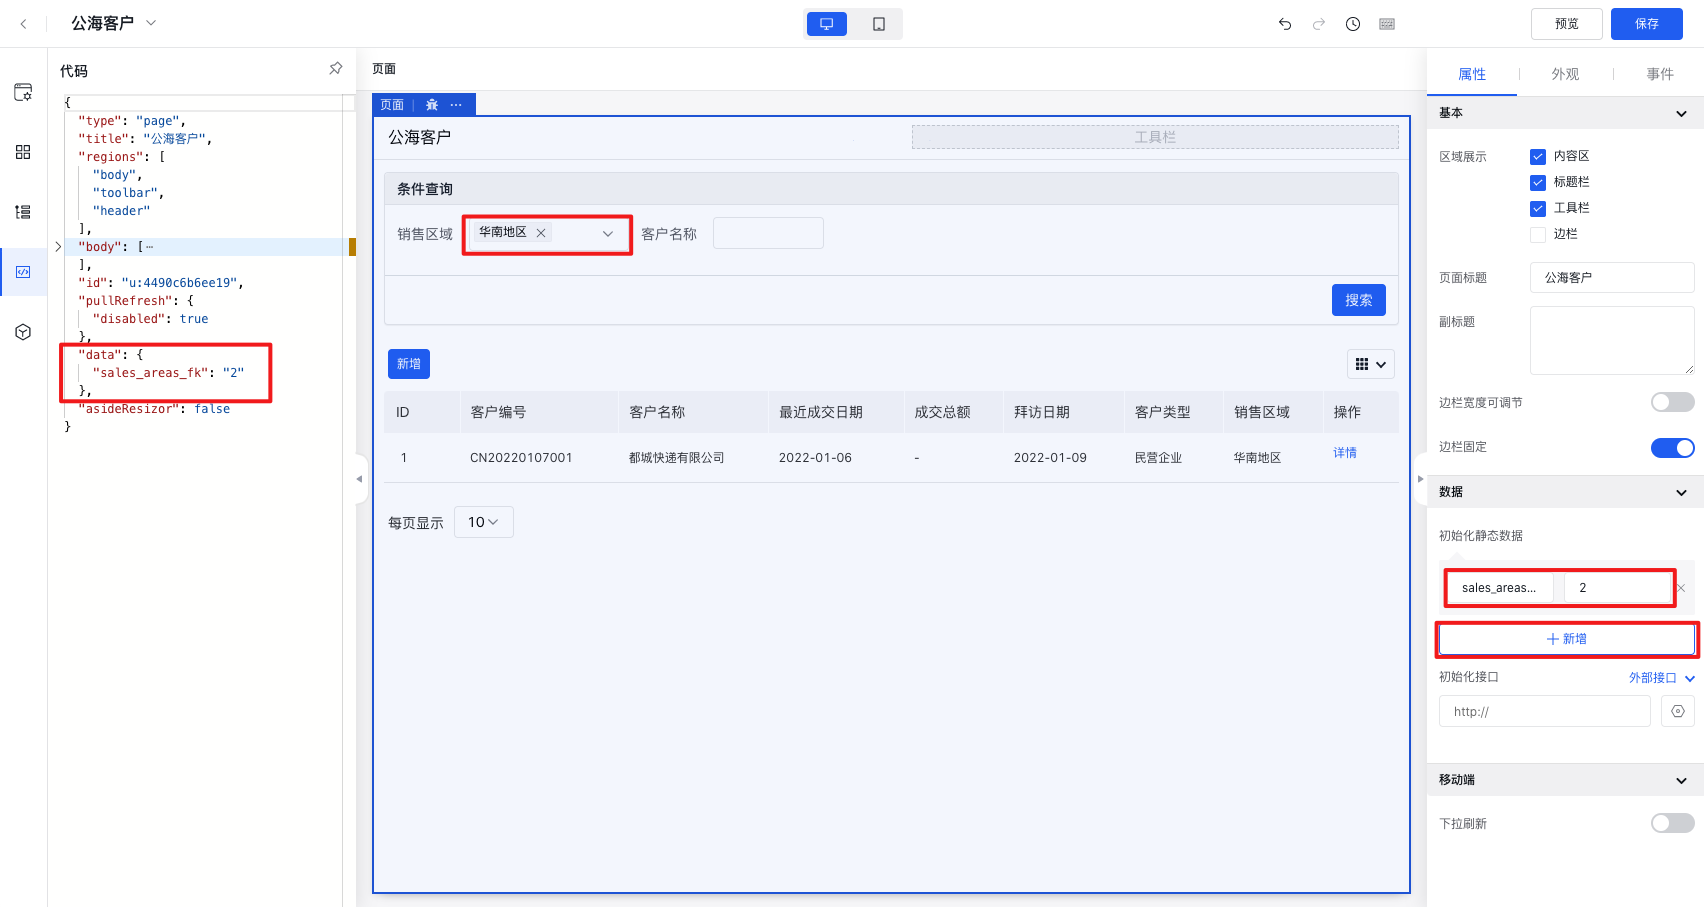 公海客户
预览
保存
代码
{
"type": "page",
"title": "公海客户",
"regions": [
"body",
"toolbar",
"header"
],
"body": [⋯
],
"id": "u:4490c6b6ee19",
"pullRefresh": {
"disabled": true
},
"data": {
"sales_areas_fk": "2"
},
"asideResizor": false
}
页面
页面
公海客户
工具栏
条件查询
销售区域
华南地区
客户名称
搜索
新增
ID 客户编号 客户名称 最近成交日期 成交总额 拜访日期 客户类型 销售区域 操作
1 CN20220107001 都城快递有限公司 2022-01-06 - 2022-01-09 民营企业 华南地区 详情
每页显示 10
属性 外观 事件
基本
区域展示
内容区
标题栏
工具栏
边栏
页面标题 公海客户
副标题
边栏宽度可调节
边栏固定
数据
初始化静态数据
sales_areas... 2
+ 新增
初始化接口 外部接口
http://
移动端
下拉刷新